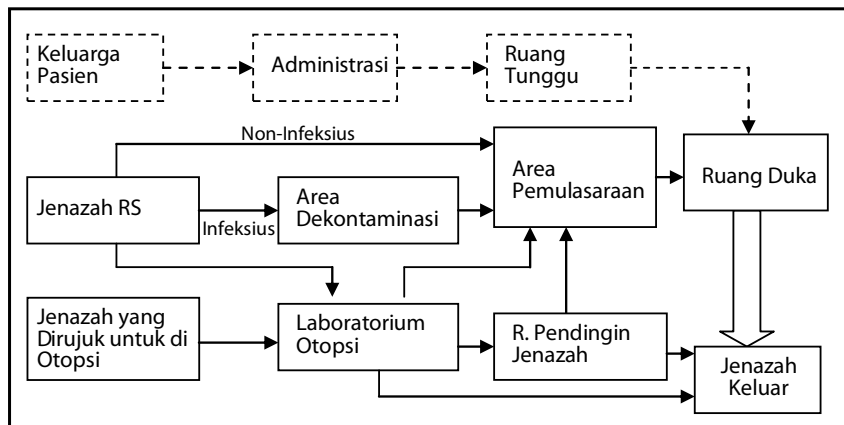 Keluarga
Pasien
Administrasi
Ruang
Tunggu
Non-Infeksius
Area
Pemulasaraan
Ruang Duka
Jenazah RS
Infeksius
Area
Dekontaminasi
Jenazah yang
Dirujuk untuk di
Otopsi
Laboratorium
Otopsi
R. Pendingin
Jenazah
Jenazah
Keluar